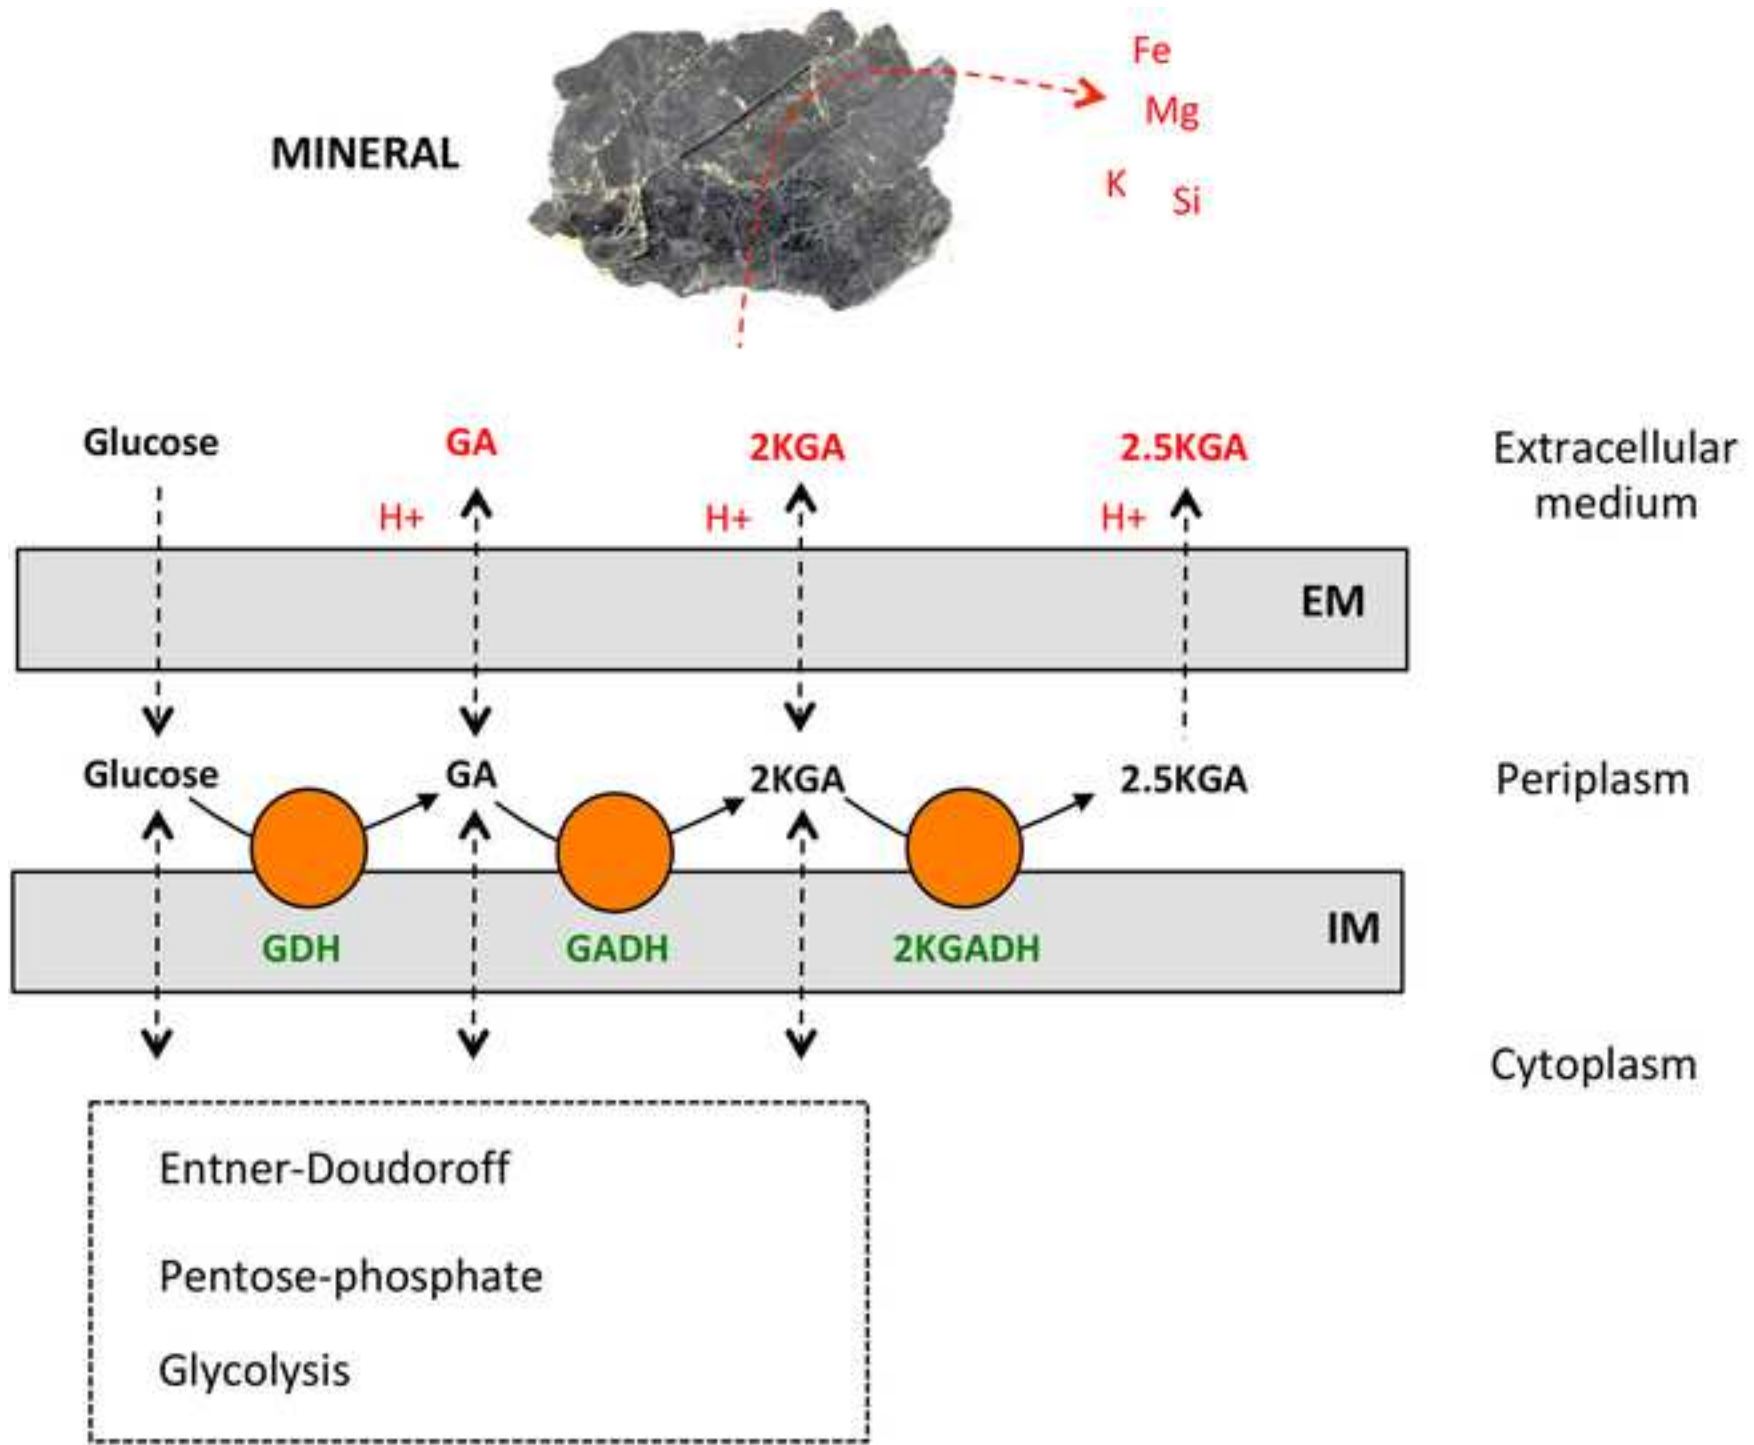 Fe
Mg
MINERAL
K
Si
Glucose
GA
2KGA
2.5KGA
Extracellular
medium
H+
H+
H+
EM
Glucose
GA
2KGA
2.5KGA
Periplasm
GDH
GADH
2KGADH
IM
Cytoplasm
Entner-Doudoroff
Pentose-phosphate
Glycolysis